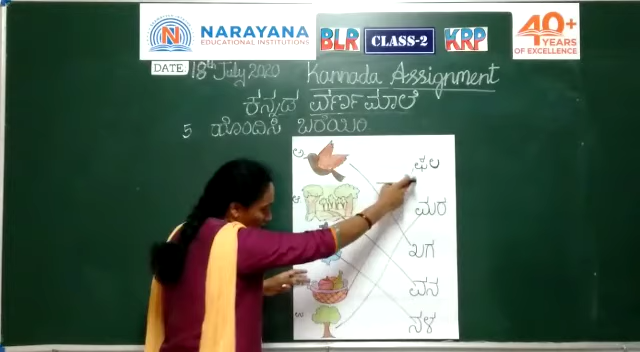 NARAYANA
EDUCATIONAL INSTITUTIONS
BLR CLASS-2 KRP
40+
YEARS
OF EXCELLENCE
DATE: 18th July 2020 Kannada Assignment
ಕನ್ನಡ ವರ್ಣಮಾಲೆ
5 ಹೊಂದಿಸಿ ಬರೆಯಿರಿ
ಅ ಫಲ
ಆ ಮರ
ಖಗ
ವನ
ಉ ನಳ